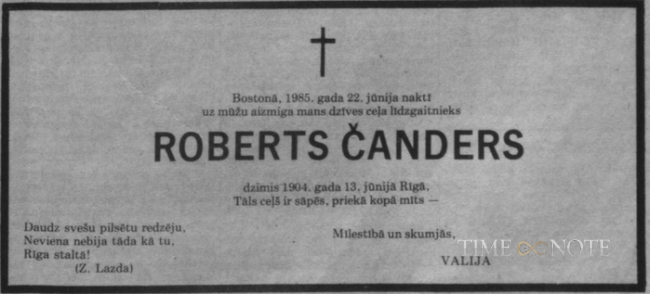 Bostonā, 1985. gada 22. jūnija naktī
uz mūžu aizmiga mans dzīves ceļa līdzgaitnieks
ROBERTS ČANDERS
dzimis 1904. gada 13. jūnijā Rīgā,
Tāls ceļš ir sāpēs, priekā kopā mīts —
Daudz svešu pilsētu redzēju,
Neviena nebija tāda kā tu,
Rīga staltā!
(Z. Lazda)
Mīlestībā un skumjās,
VALIJA
TIMENOTE